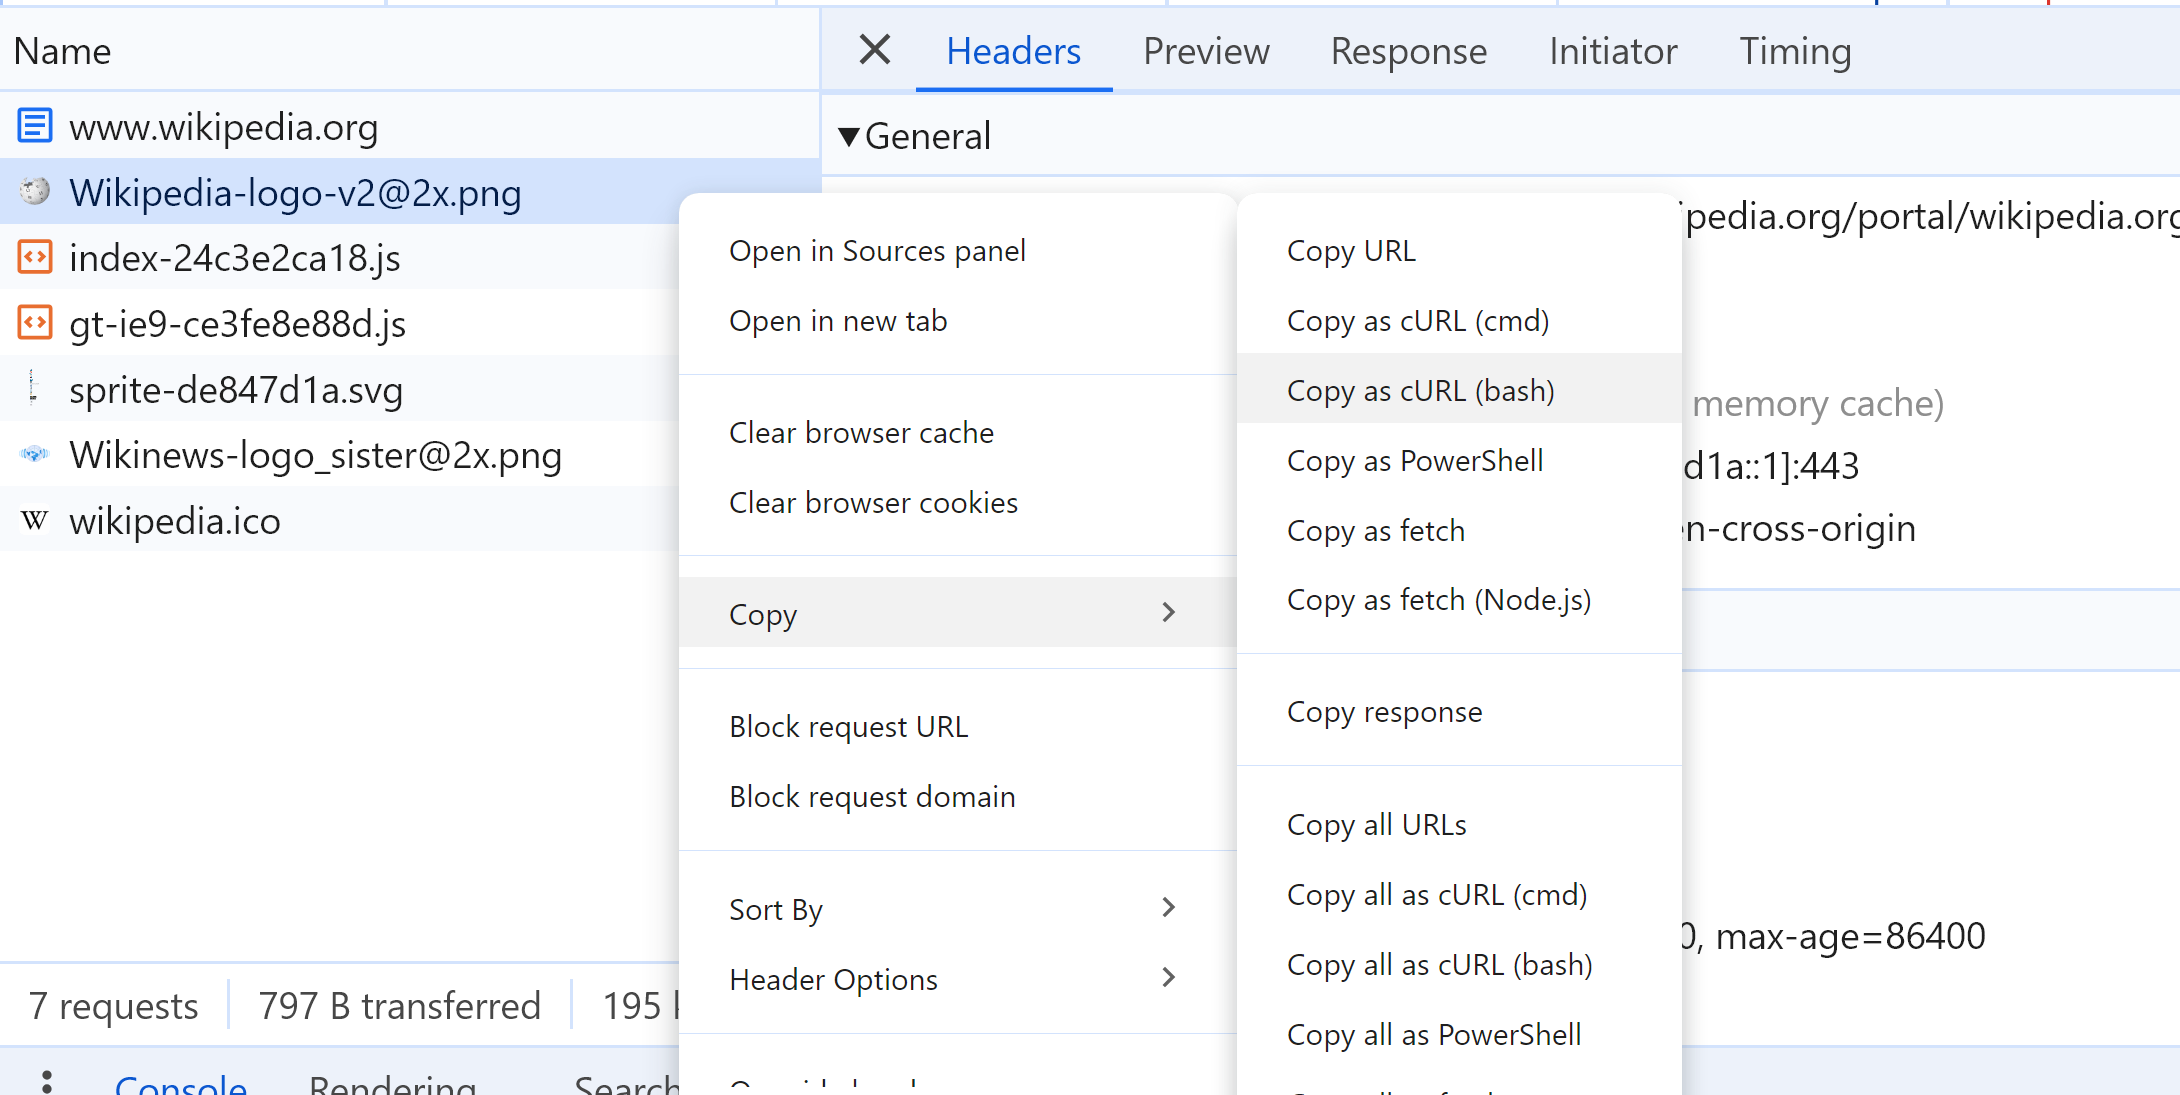 Name
www.wikipedia.org
Wikipedia-logo-v2@2x.png
index-24c3e2ca18.js
gt-ie9-ce3fe8e88d.js
sprite-de847d1a.svg
Wikinews-logo_sister@2x.png
W wikipedia.ico
7 requests
797 B transferred
195
Console
Rendering
Search
Headers
Preview
Response
Initiator
Timing
General
ipedia.org/portal/wikipedia.org
memory cache)
d1a::1]:443
en-cross-origin
0, max-age=86400
Open in Sources panel
Open in new tab
Clear browser cache
Clear browser cookies
Copy
Block request URL
Block request domain
Sort By
Header Options
Copy URL
Copy as cURL (cmd)
Copy as cURL (bash)
Copy as PowerShell
Copy as fetch
Copy as fetch (Node.js)
Copy response
Copy all URLs
Copy all as cURL (cmd)
Copy all as cURL (bash)
Copy all as PowerShell